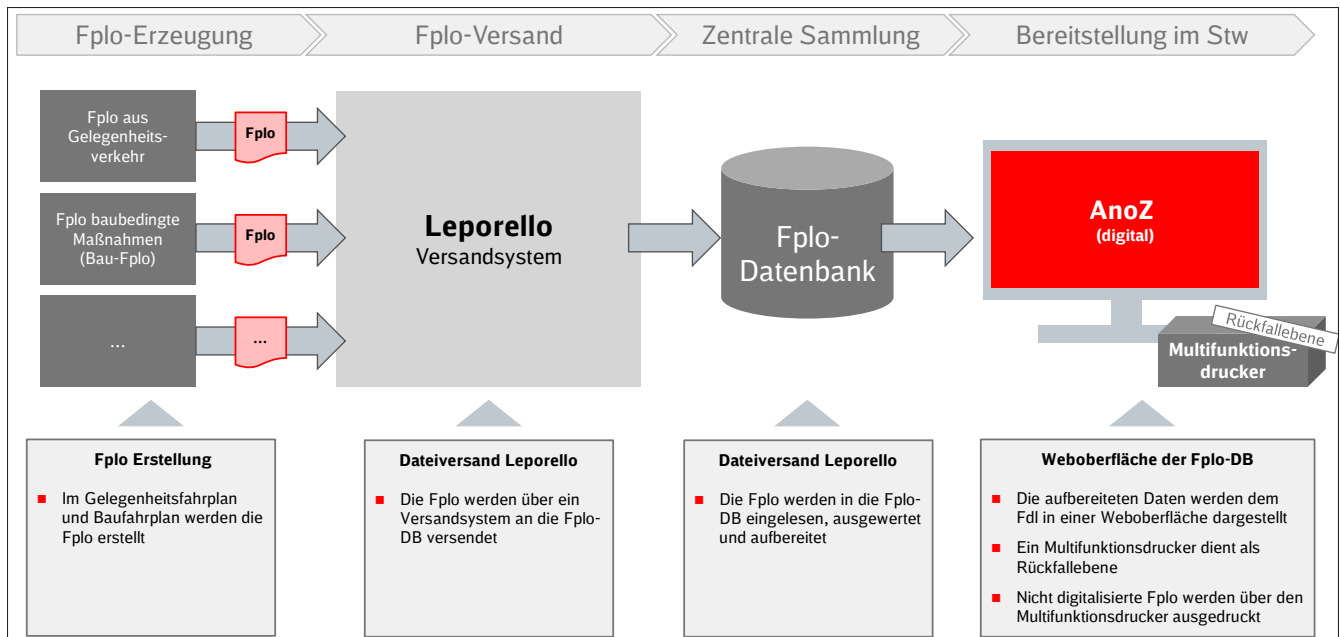 Fplo-Erzeugung
Fplo-Versand
Zentrale Sammlung
Bereitstellung im Stw
Fplo aus
Gelegenheits-
verkehr
Fplo
Fplo baubedingte
Maßnahmen
(Bau-Fplo)
Fplo
...
...
Leporello
Versandsystem
Fplo-
Datenbank
AnoZ
(digital)
Rückfallebene
Multifunktions-
drucker
Fplo Erstellung
Im Gelegenheitsfahrplan
und Baufahrplan werden die
Fplo erstellt
Dateiversand Leporello
Die Fplo werden über ein
Versandsystem an die Fplo-
DB versendet
Dateiversand Leporello
Die Fplo werden in die Fplo-
DB eingelesen, ausgewertet
und aufbereitet
Weboberfläche der Fplo-DB
Die aufbereiteten Daten werden dem
Fdl in einer Weboberfläche dargestellt
Ein Multifunktionsdrucker dient als
Rückfallebene
Nicht digitalisierte Fplo werden über den
Multifunktionsdrucker ausgedruckt